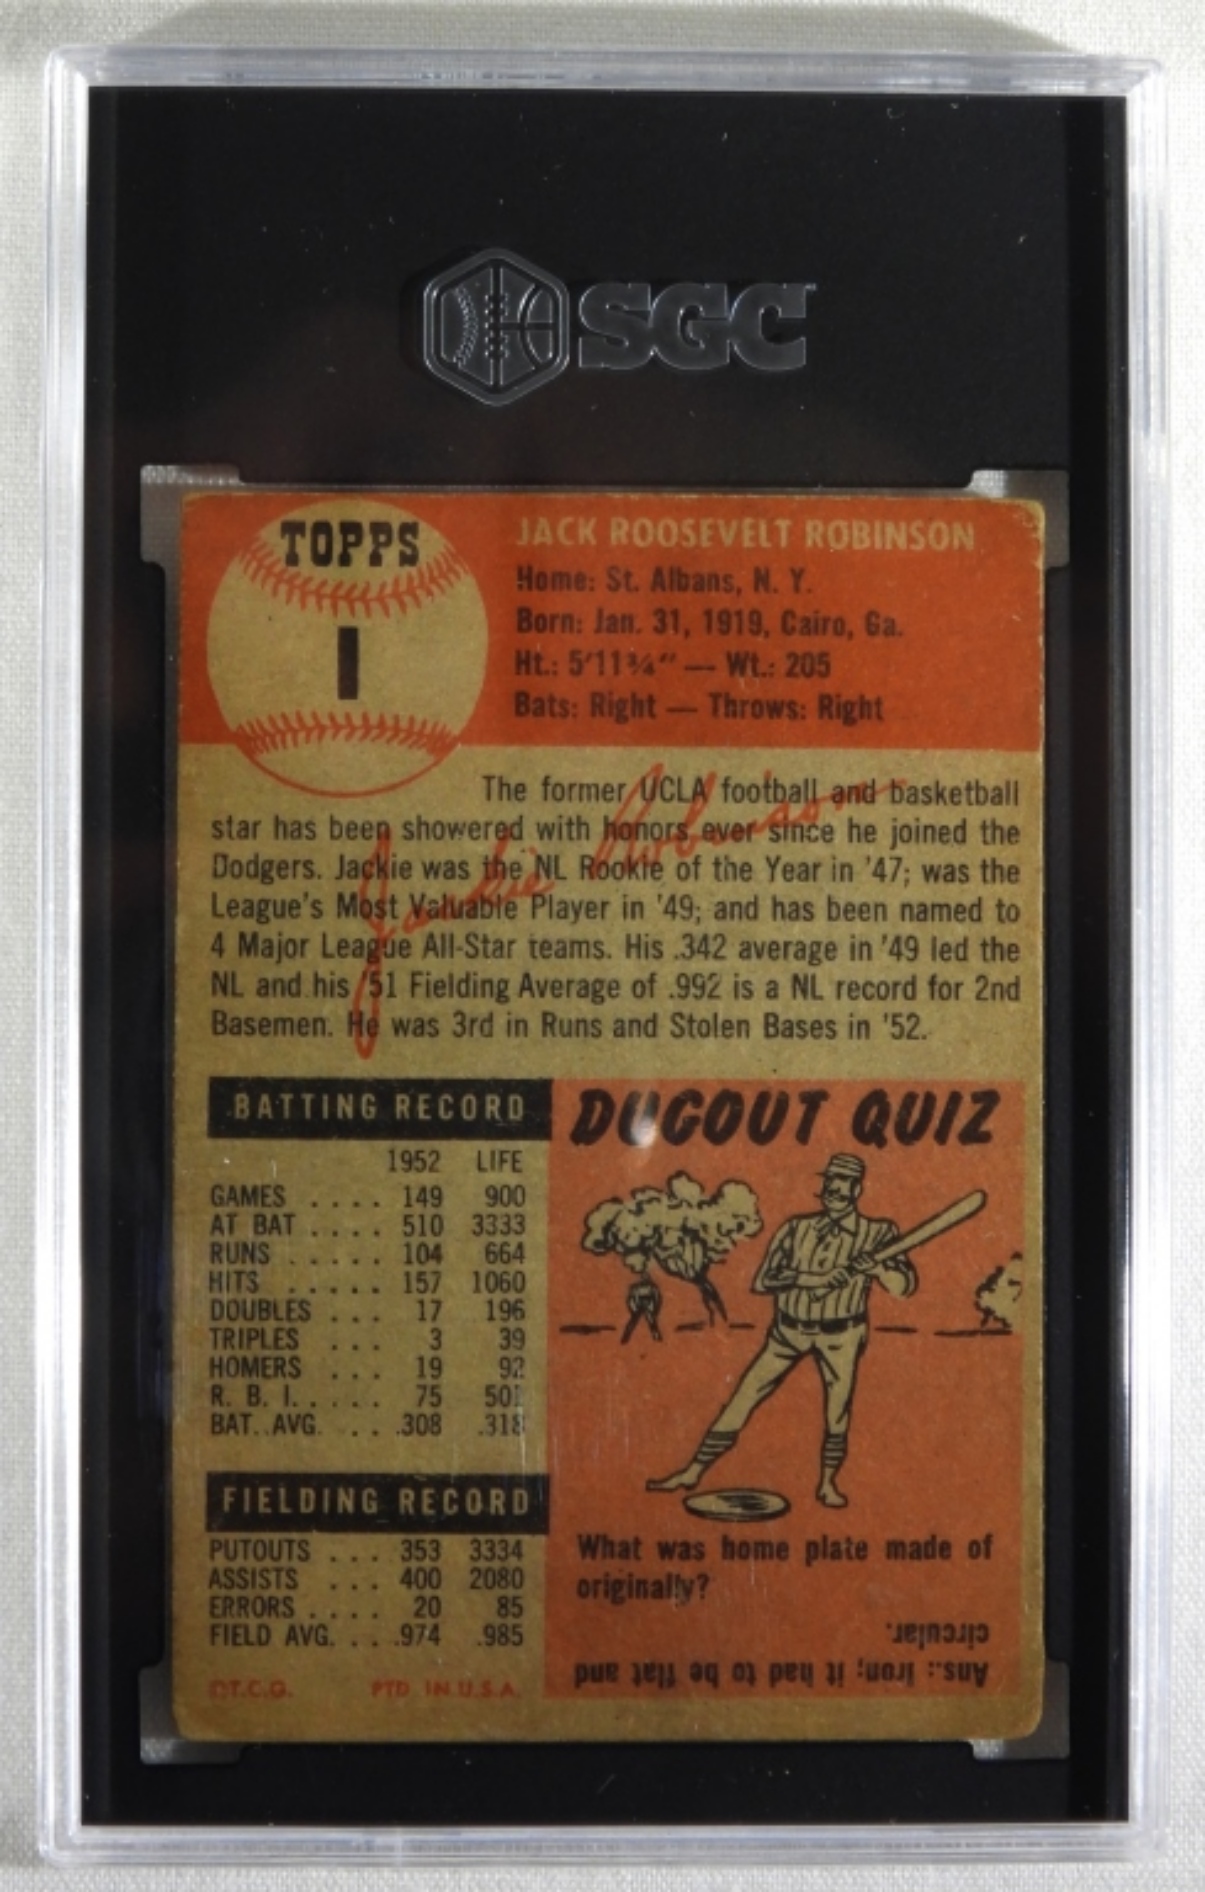 SGC
TOPPS
1
JACK ROOSEVELT ROBINSON
Home: St. Albans, N. Y.
Born: Jan. 31, 1919, Cairo, Ga.
Ht.: 5'11¾" — Wt.: 205
Bats: Right — Throws: Right
The former UCLA football and basketball
star has been showered with honors ever since he joined the
Dodgers. Jackie was the NL Rookie of the Year in '47; was the
League's Most Valuable Player in '49; and has been named to
4 Major League All-Star teams. His .342 average in '49 led the
NL and his '51 Fielding Average of .992 is a NL record for 2nd
Basemen. He was 3rd in Runs and Stolen Bases in '52.
Jackie Robinson
BATTING RECORD
1952 LIFE
GAMES . . . . 149 900
AT BAT . . . . 510 3333
RUNS . . . . . 104 664
HITS . . . . . 157 1060
DOUBLES . . . 17 196
TRIPLES . . . 3 39
HOMERS . . . 19 92
R. B. I. . . . . 75 501
BAT. AVG. . . . .308 .318
FIELDING RECORD
PUTOUTS . . . 353 3334
ASSISTS . . . 400 2080
ERRORS . . . . 20 85
FIELD AVG. . . .974 .985
©T.C.G. PTD IN U.S.A.
DUGOUT QUIZ
What was home plate made of
originally?
Ans.: Iron; it had to be flat and
circular.